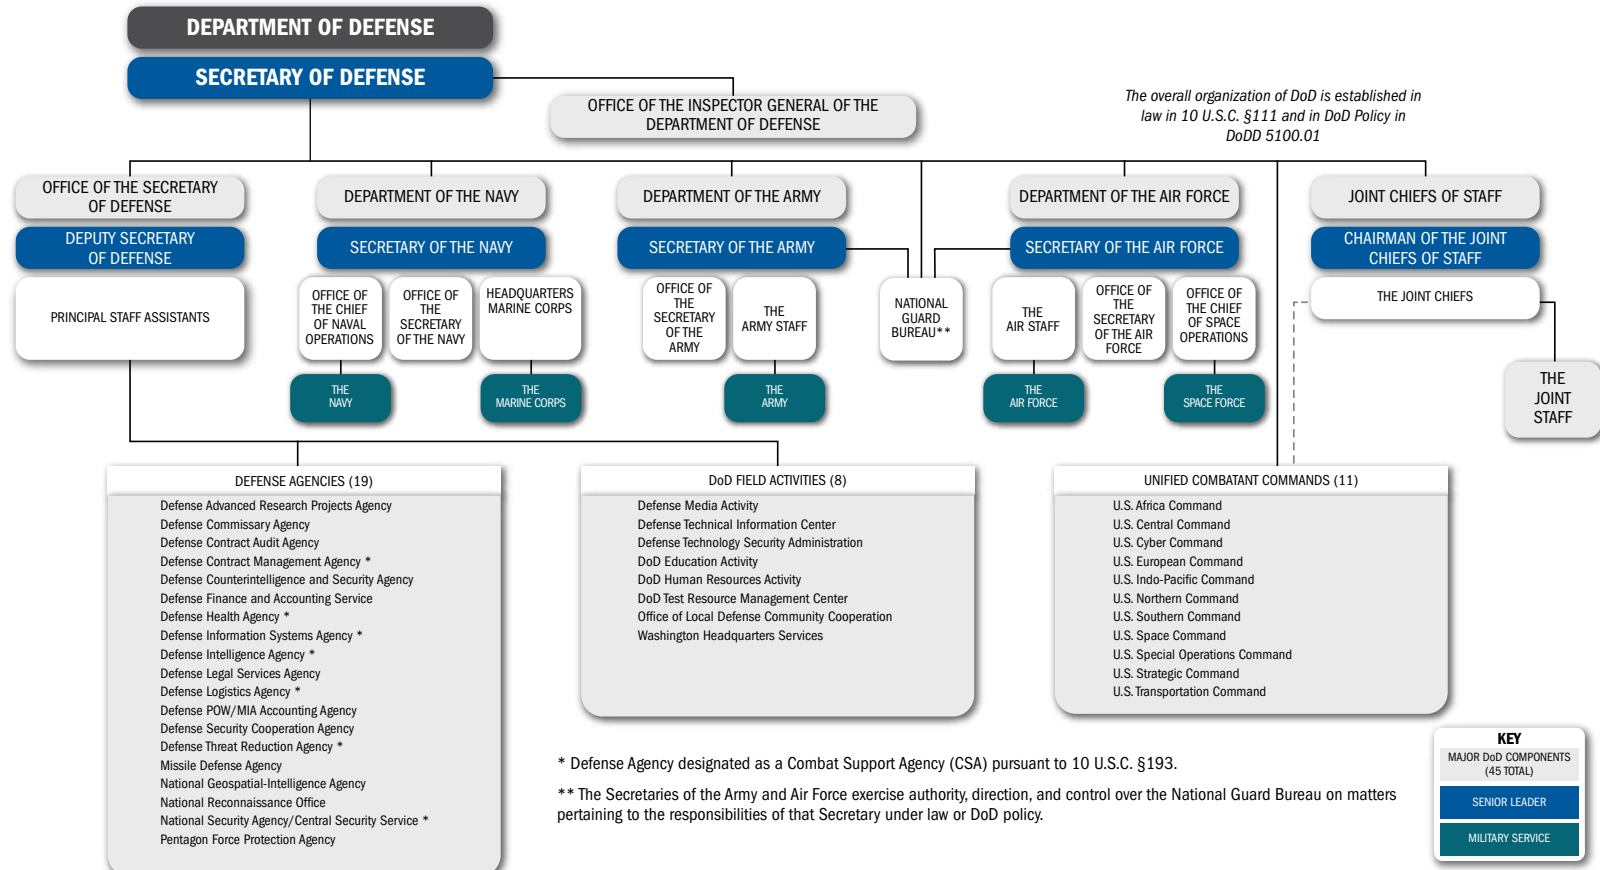 DEPARTMENT OF DEFENSE
SECRETARY OF DEFENSE
OFFICE OF THE INSPECTOR GENERAL OF THE
DEPARTMENT OF DEFENSE
The overall organization of DoD is established in
law in 10 U.S.C. §111 and in DoD Policy in
DoDD 5100.01
OFFICE OF THE SECRETARY
OF DEFENSE
DEPUTY SECRETARY
OF DEFENSE
PRINCIPAL STAFF ASSISTANTS
DEPARTMENT OF THE NAVY
SECRETARY OF THE NAVY
OFFICE OF
THE CHIEF
OF NAVAL
OPERATIONS
OFFICE OF
THE
SECRETARY
OF THE NAVY
HEADQUARTERS
MARINE CORPS
THE
NAVY
THE
MARINE CORPS
DEPARTMENT OF THE ARMY
SECRETARY OF THE ARMY
OFFICE OF
THE
SECRETARY
OF THE
ARMY
THE
ARMY STAFF
THE
ARMY
NATIONAL
GUARD
BUREAU**
DEPARTMENT OF THE AIR FORCE
SECRETARY OF THE AIR FORCE
THE
AIR STAFF
OFFICE OF
THE
SECRETARY
OF THE AIR
FORCE
OFFICE OF
THE CHIEF
OF SPACE
OPERATIONS
THE
AIR FORCE
THE
SPACE FORCE
JOINT CHIEFS OF STAFF
CHAIRMAN OF THE JOINT
CHIEFS OF STAFF
THE JOINT CHIEFS
THE
JOINT
STAFF
DEFENSE AGENCIES (19)
Defense Advanced Research Projects Agency
Defense Commissary Agency
Defense Contract Audit Agency
Defense Contract Management Agency *
Defense Counterintelligence and Security Agency
Defense Finance and Accounting Service
Defense Health Agency *
Defense Information Systems Agency *
Defense Intelligence Agency *
Defense Legal Services Agency
Defense Logistics Agency *
Defense POW/MIA Accounting Agency
Defense Security Cooperation Agency
Defense Threat Reduction Agency *
Missile Defense Agency
National Geospatial-Intelligence Agency
National Reconnaissance Office
National Security Agency/Central Security Service *
Pentagon Force Protection Agency
DoD FIELD ACTIVITIES (8)
Defense Media Activity
Defense Technical Information Center
Defense Technology Security Administration
DoD Education Activity
DoD Human Resources Activity
DoD Test Resource Management Center
Office of Local Defense Community Cooperation
Washington Headquarters Services
UNIFIED COMBATANT COMMANDS (11)
U.S. Africa Command
U.S. Central Command
U.S. Cyber Command
U.S. European Command
U.S. Indo-Pacific Command
U.S. Northern Command
U.S. Southern Command
U.S. Space Command
U.S. Special Operations Command
U.S. Strategic Command
U.S. Transportation Command
* Defense Agency designated as a Combat Support Agency (CSA) pursuant to 10 U.S.C. §193.
** The Secretaries of the Army and Air Force exercise authority, direction, and control over the National Guard Bureau on matters
pertaining to the responsibilities of that Secretary under law or DoD policy.
KEY
MAJOR DoD COMPONENTS
(45 TOTAL)
SENIOR LEADER
MILITARY SERVICE